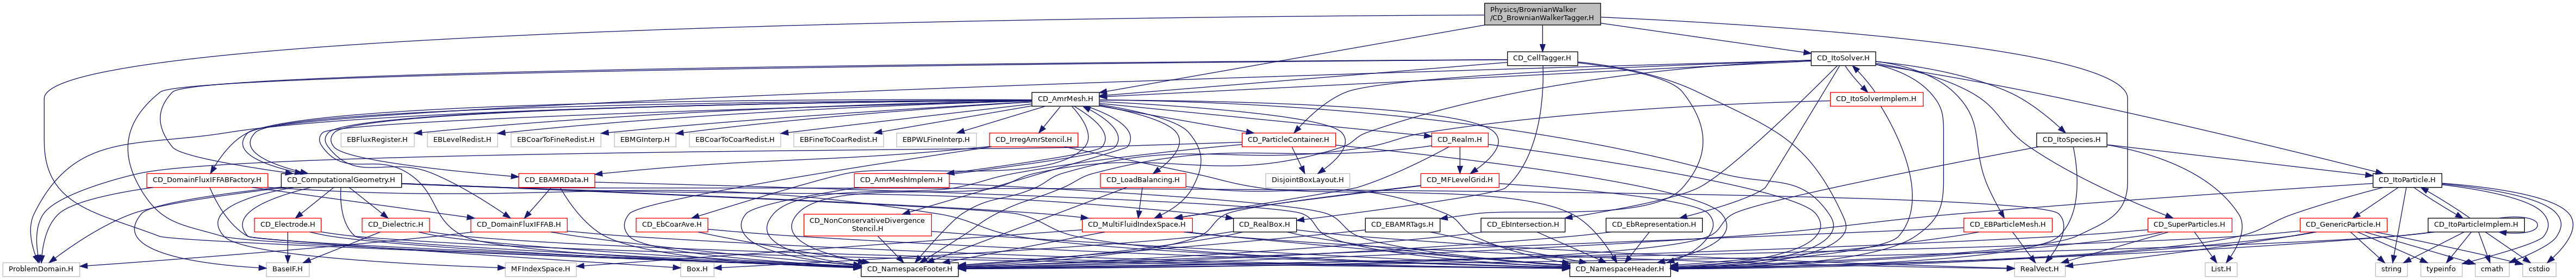 Physics/BrownianWalker
/CD_BrownianWalkerTagger.H
CD_CellTagger.H
CD_ItoSolver.H
CD_AmrMesh.H
CD_ItoSolverImplem.H
EBFluxRegister.H
EBLevelRedist.H
EBCoarToFineRedist.H
EBMGInterp.H
EBCoarToCoarRedist.H
EBFineToCoarRedist.H
EBPWLFineInterp.H
CD_IrregAmrStencil.H
CD_ParticleContainer.H
CD_Realm.H
CD_ItoSpecies.H
CD_DomainFluxIFFABFactory.H
CD_ComputationalGeometry.H
CD_EBAMRData.H
CD_AmrMeshImplem.H
CD_LoadBalancing.H
DisjointBoxLayout.H
CD_MFLevelGrid.H
CD_ItoParticle.H
CD_Electrode.H
CD_Dielectric.H
CD_DomainFluxIFFAB.H
CD_EbCoarAve.H
CD_NonConservativeDivergence
Stencil.H
CD_MultiFluidIndexSpace.H
CD_RealBox.H
CD_EBAMRTags.H
CD_EbIntersection.H
CD_EbRepresentation.H
CD_EBParticleMesh.H
CD_SuperParticles.H
CD_GenericParticle.H
CD_ItoParticleImplem.H
ProblemDomain.H
BaseIF.H
MFIndexSpace.H
Box.H
CD_NamespaceFooter.H
CD_NamespaceHeader.H
RealVect.H
List.H
string
typeinfo
cmath
cstdio